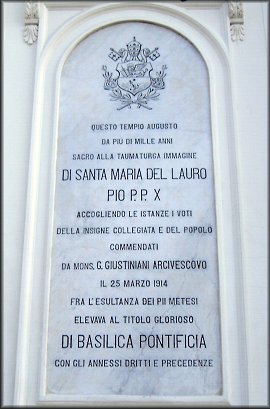 QUESTO TEMPIO AUGUSTO
DA PIÙ DI MILLE ANNI
SACRO ALLA TAUMATURGA IMMAGINE
DI SANTA MARIA DEL LAURO
PIO P.P. X
ACCOGLIENDO LE ISTANZE I VOTI
DELLA INSIGNE COLLEGIATA E DEL POPOLO
COMMENDATI
DA MONS. G. GIUSTINIANI ARCIVESCOVO
IL 25 MARZO 1914
FRA L'ESULTANZA DEI PII METESI
ELEVAVA AL TITOLO GLORIOSO
DI BASILICA PONTIFICIA
CON GLI ANNESSI DRITTI E PRECEDENZE